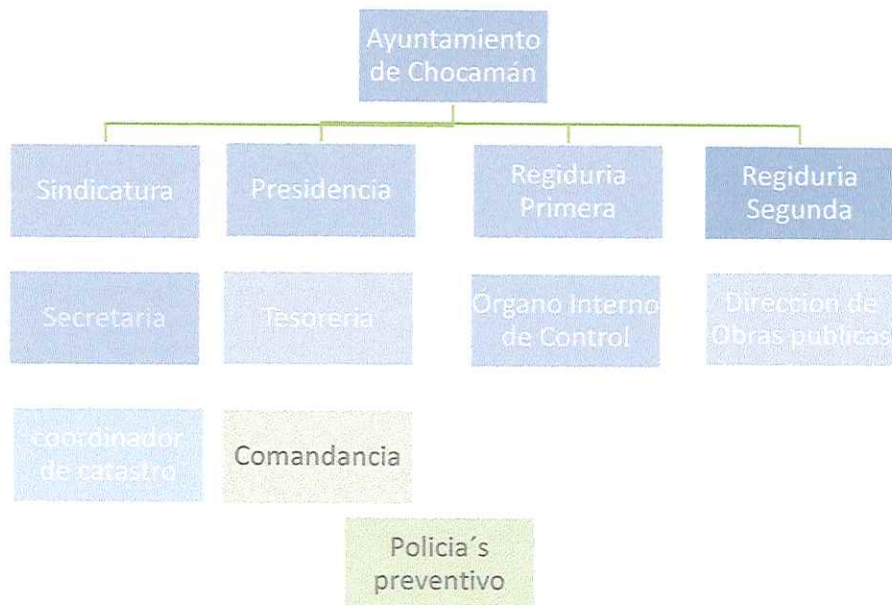 Ayuntamiento
de Chocamán
Sindicatura
Presidencia
Regiduria
Primera
Regiduria
Segunda
Secretaria
Tesoreria
Órgano Interno
de Control
Direccion de
Obras publicas
coordinador
de catastro
Comandancia
Policia´s
preventivo